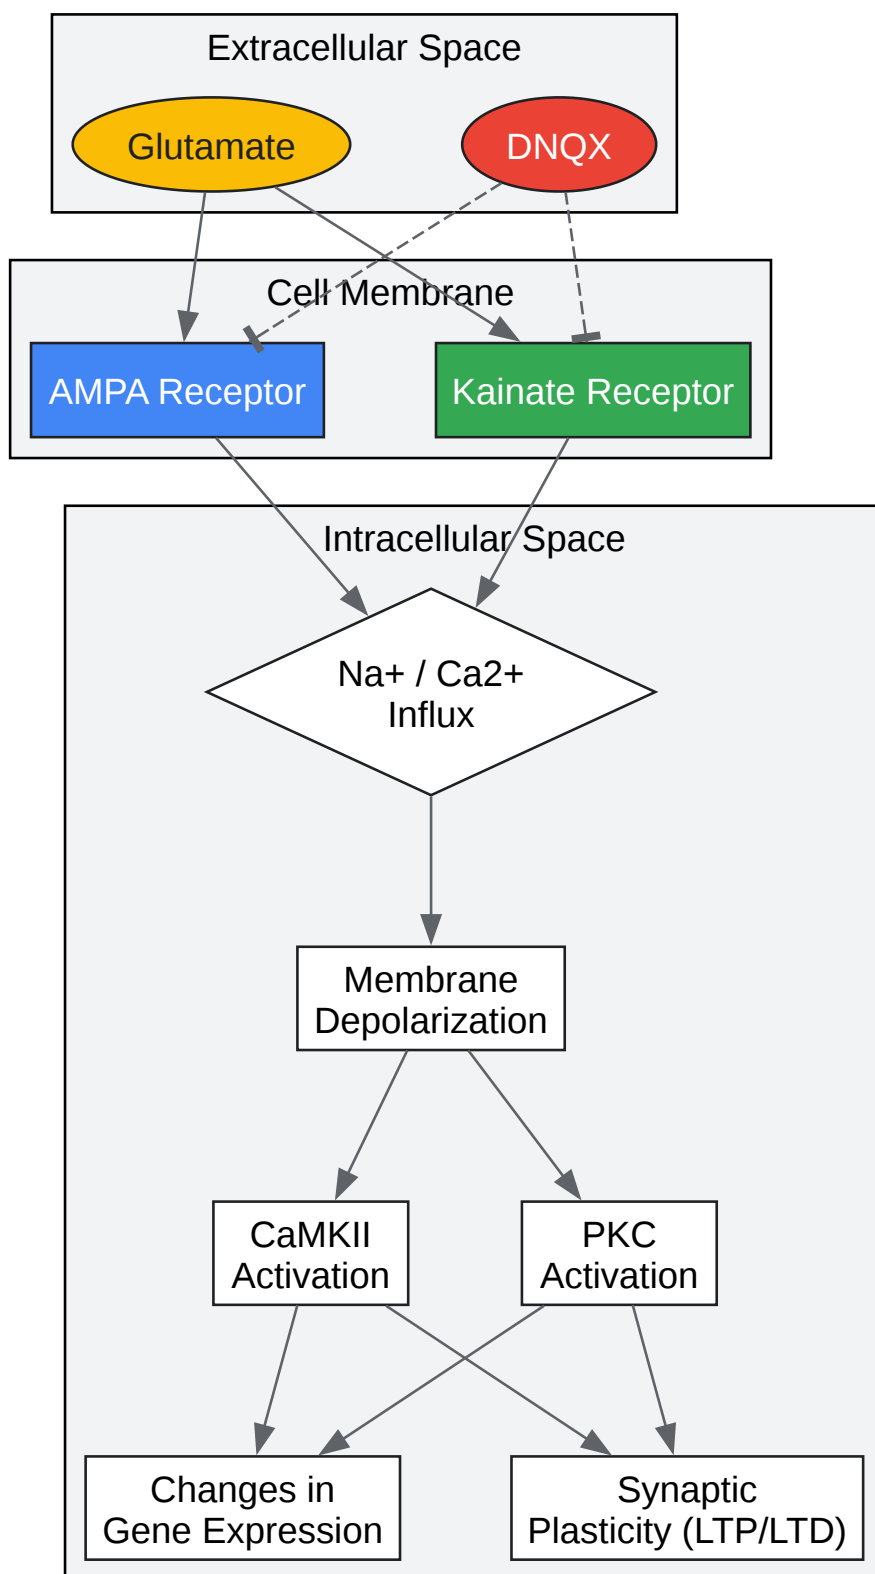 Extracellular Space
Glutamate
DNQX
Cell Membrane
AMPA Receptor
Kainate Receptor
Intracellular Space
Na+ / Ca2+
Influx
Membrane
Depolarization
CaMKII
Activation
PKC
Activation
Changes in
Gene Expression
Synaptic
Plasticity (LTP/LTD)